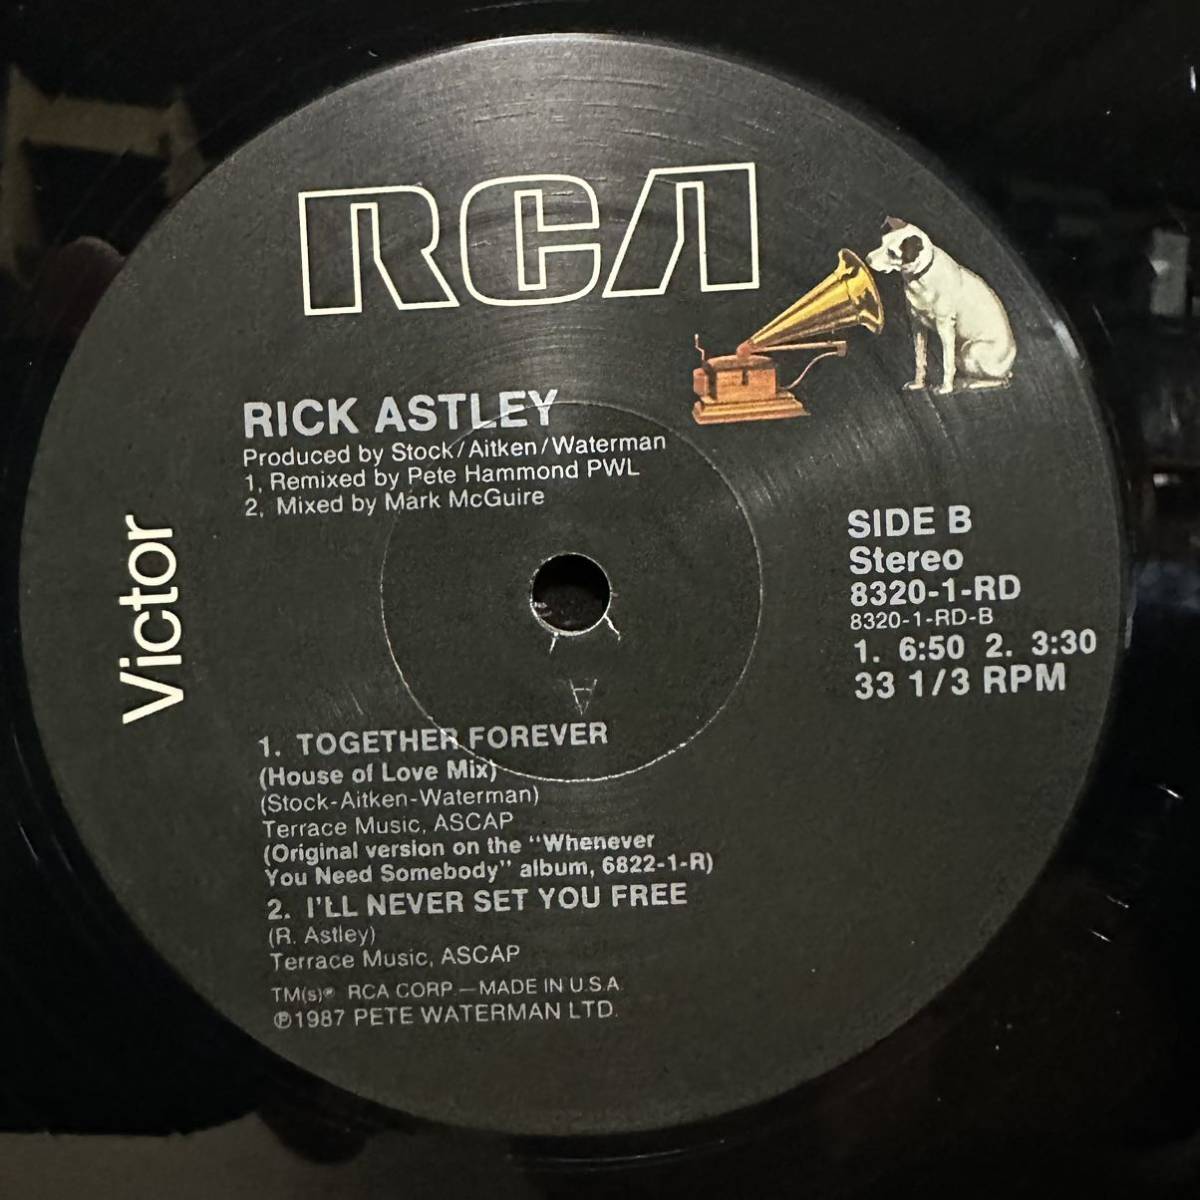 RCA
RICK ASTLEY
Produced by Stock/Aitken/Waterman
1, Remixed by Pete Hammond PWL
2, Mixed by Mark McGuire
Victor
SIDE B
Stereo
8320-1-RD
8320-1-RD-B
1. 6:50 2. 3:30
33 1/3 RPM
1. TOGETHER FOREVER
(House of Love Mix)
(Stock-Aitken-Waterman)
Terrace Music, ASCAP
(Original version on the "Whenever
You Need Somebody" album, 6822-1-R)
2. I'LL NEVER SET YOU FREE
(R. Astley)
Terrace Music, ASCAP
TM(s)® RCA CORP.—MADE IN U.S.A.
℗1987 PETE WATERMAN LTD.